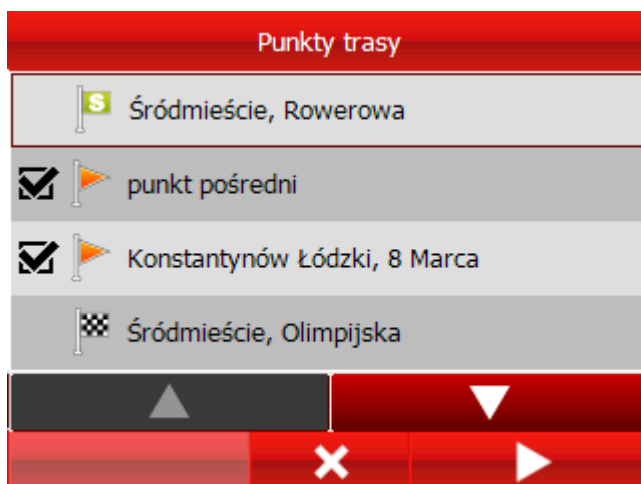 Punkty trasy
S
Śródmieście, Rowerowa
punkt pośredni
Konstantynów Łódzki, 8 Marca
Śródmieście, Olimpijska